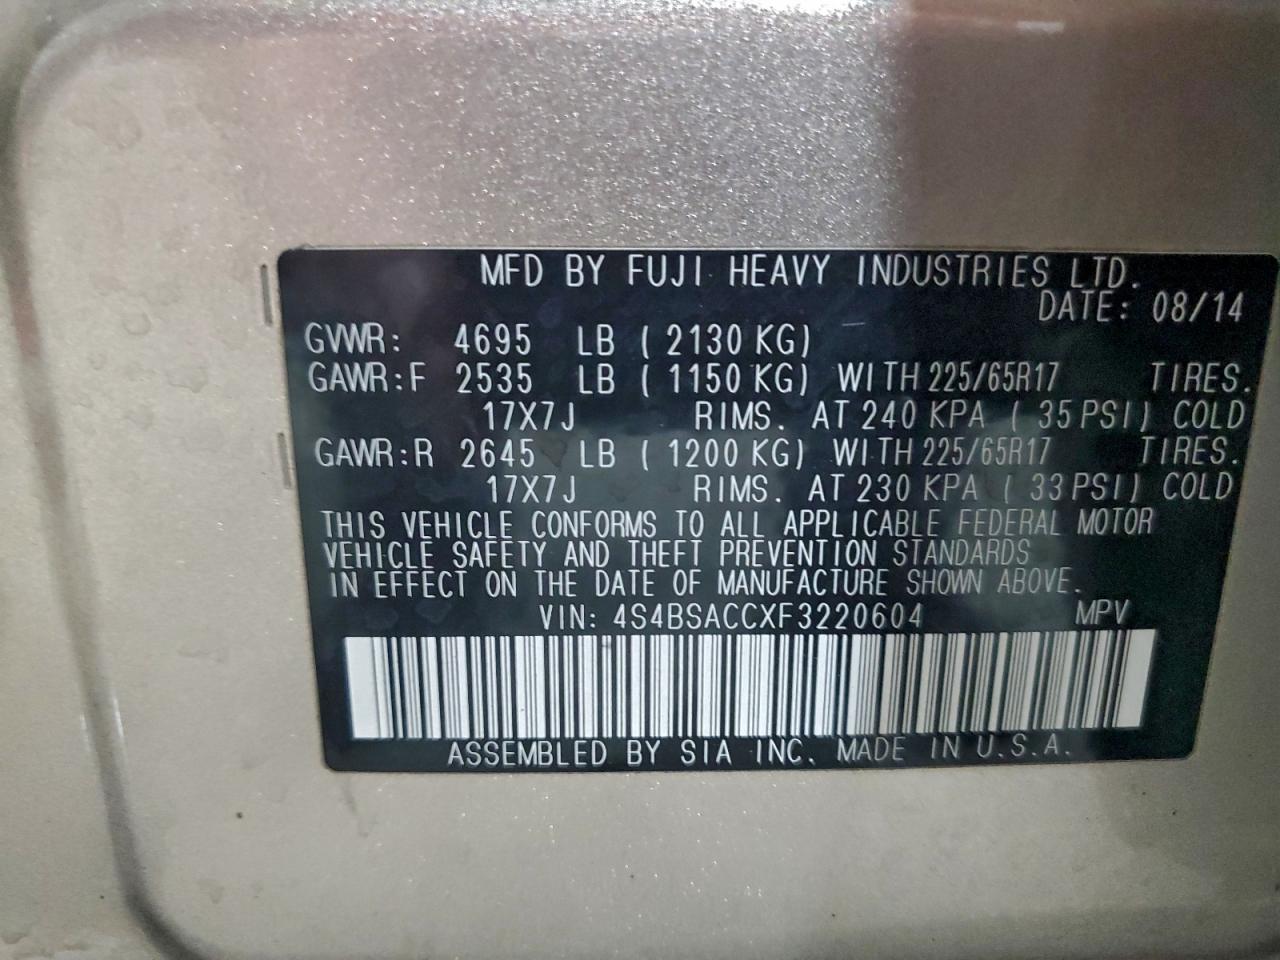 MFD BY FUJI HEAVY INDUSTRIES LTD.
DATE: 08/14
GVWR: 4695 LB ( 2130 KG)
GAWR:F 2535 LB ( 1150 KG) WITH 225/65R17 TIRES.
17X7J RIMS. AT 240 KPA ( 35 PSI) COLD
GAWR:R 2645 LB ( 1200 KG) WITH 225/65R17 TIRES.
17X7J RIMS. AT 230 KPA ( 33 PSI) COLD
THIS VEHICLE CONFORMS TO ALL APPLICABLE FEDERAL MOTOR
VEHICLE SAFETY AND THEFT PREVENTION STANDARDS
IN EFFECT ON THE DATE OF MANUFACTURE SHOWN ABOVE.
VIN: 4S4BSACCXF3220604 MPV
ASSEMBLED BY SIA INC. MADE IN U.S.A.